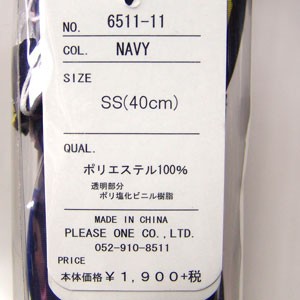 NO. 6511-11
COL. NAVY
SIZE
SS(40cm)
QUAL.
ポリエステル100%
透明部分
ポリ塩化ビニル樹脂
MADE IN CHINA
PLEASE ONE CO.,LTD.
052-910-8511
PRICE
本体価格¥1,900+税